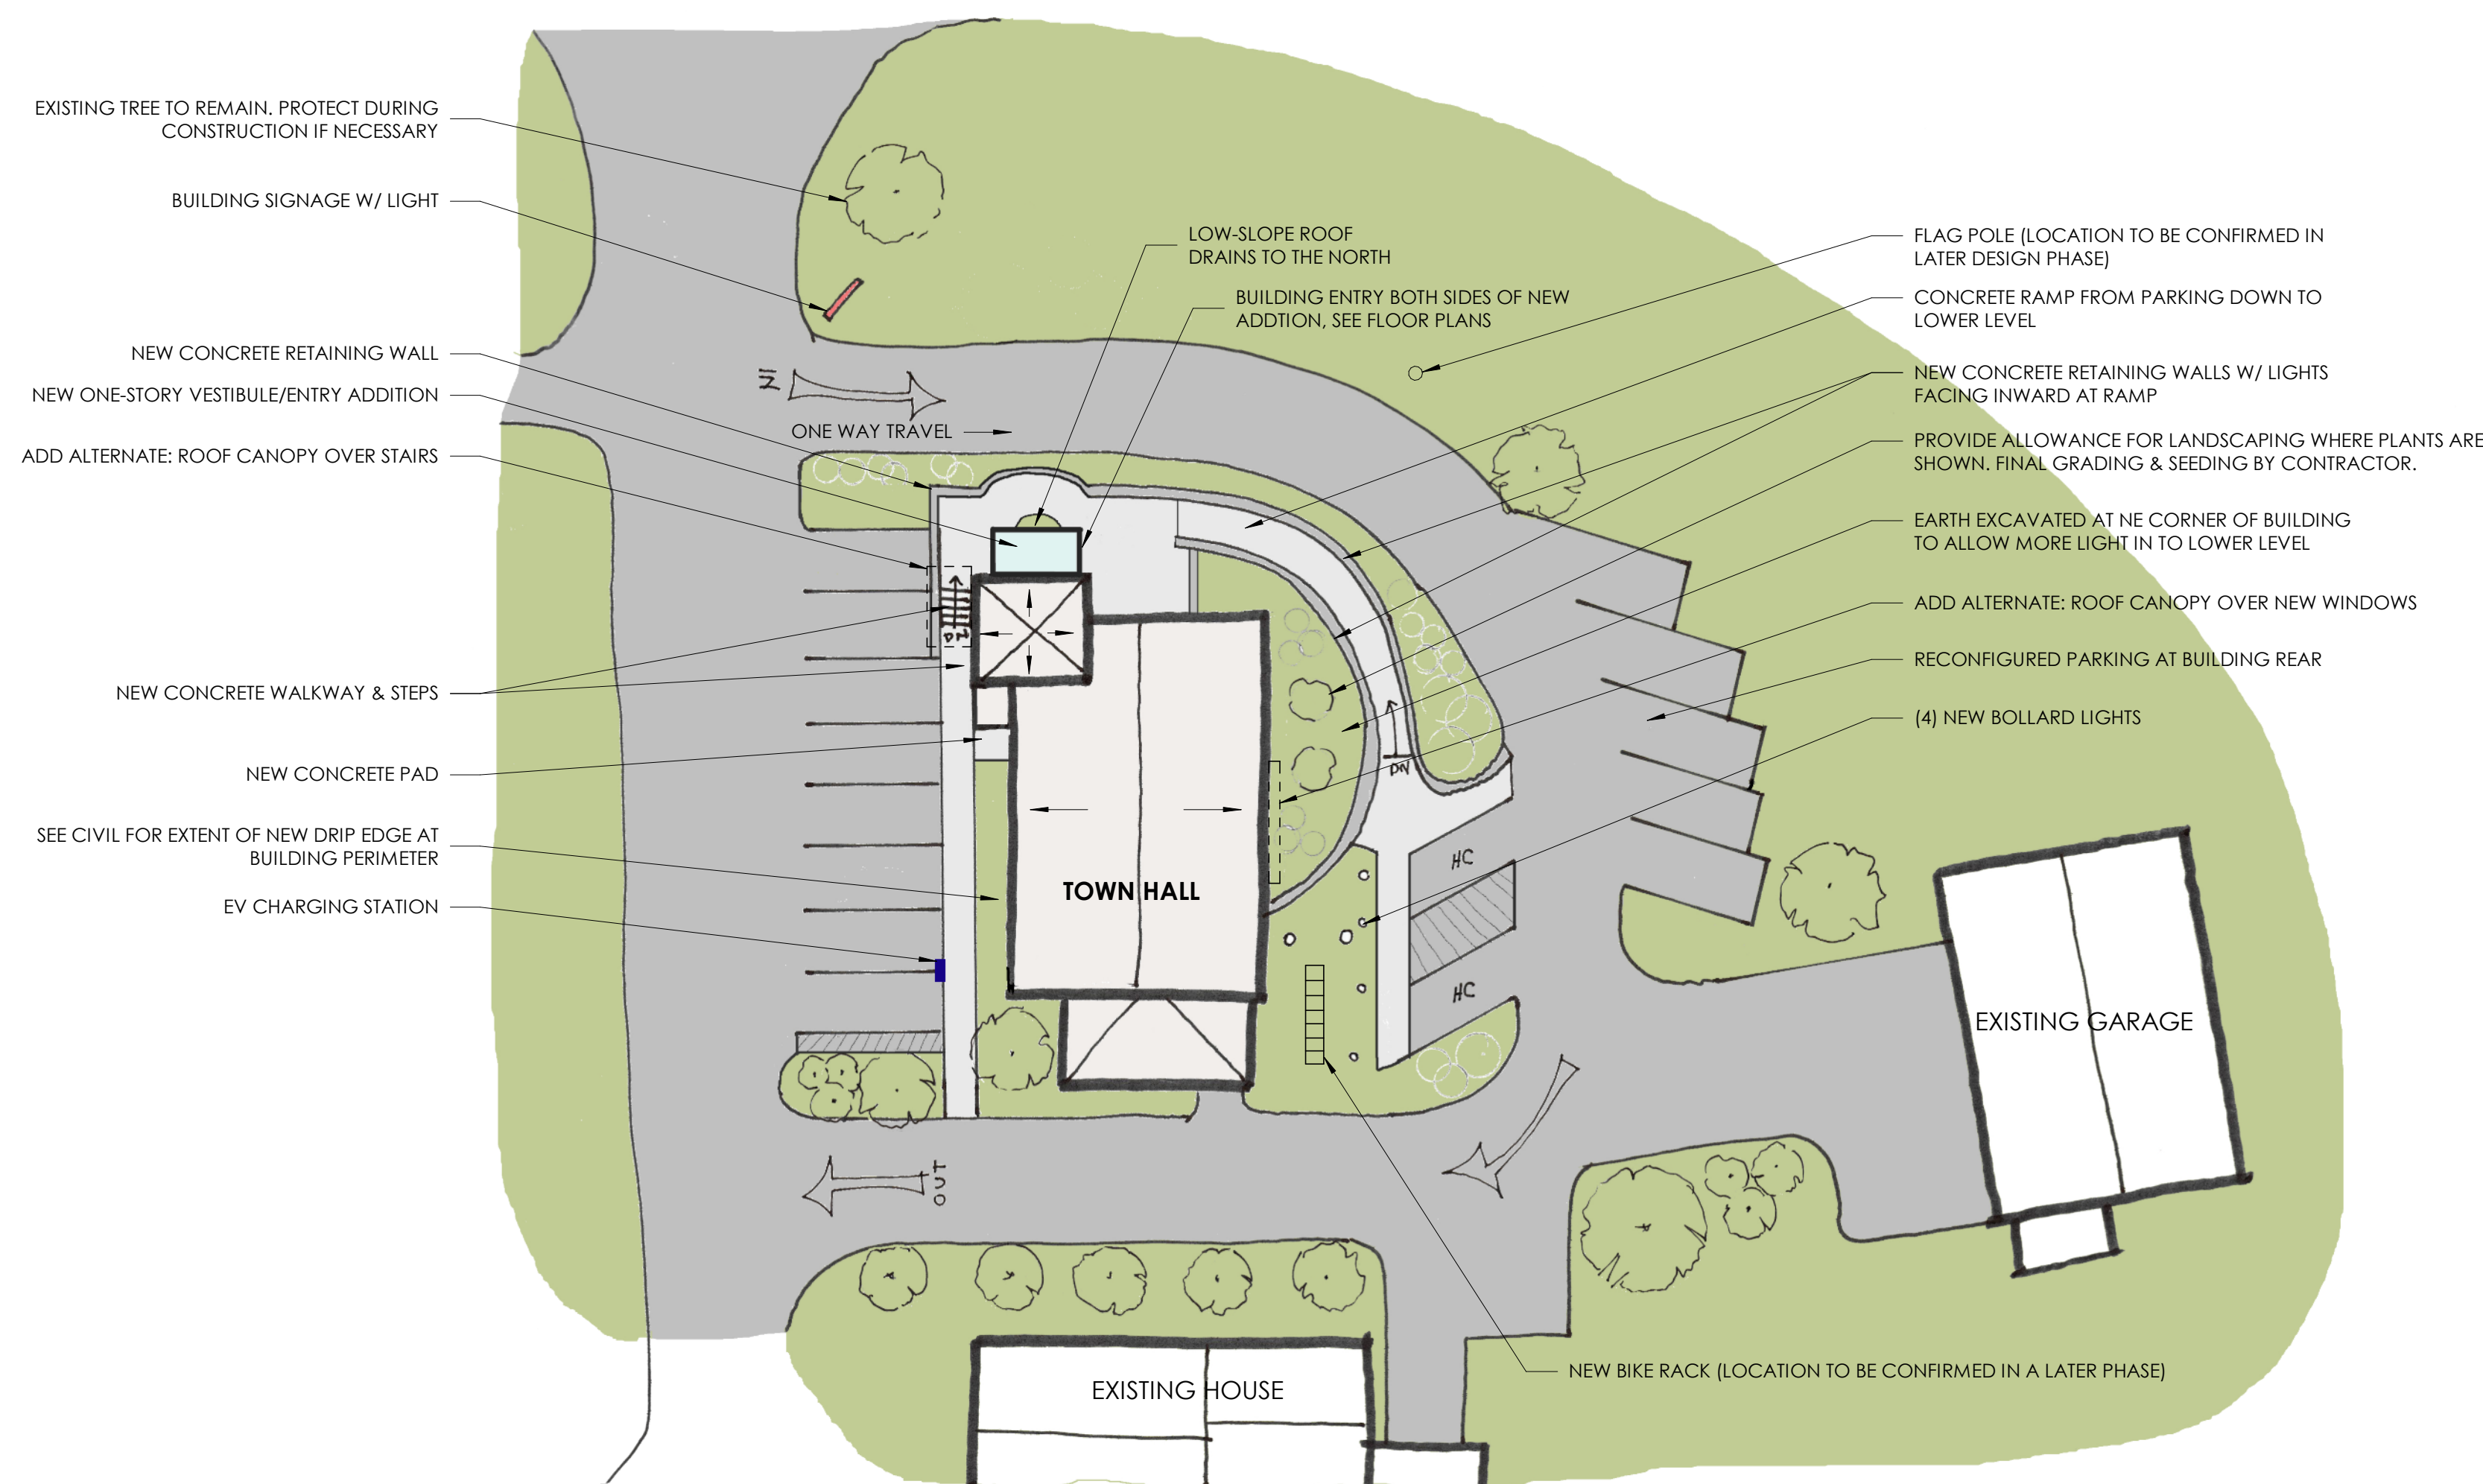 EXISTING TREE TO REMAIN. PROTECT DURING
CONSTRUCTION IF NECESSARY
BUILDING SIGNAGE W/ LIGHT
NEW CONCRETE RETAINING WALL
NEW ONE-STORY VESTIBULE/ENTRY ADDITION
ADD ALTERNATE: ROOF CANOPY OVER STAIRS
NEW CONCRETE WALKWAY & STEPS
NEW CONCRETE PAD
SEE CIVIL FOR EXTENT OF NEW DRIP EDGE AT
BUILDING PERIMETER
EV CHARGING STATION
LOW-SLOPE ROOF
DRAINS TO THE NORTH
BUILDING ENTRY BOTH SIDES OF NEW
ADDTION, SEE FLOOR PLANS
IN
ONE WAY TRAVEL
DN
TOWN HALL
DN
HC
HC
OUT
EXISTING HOUSE
EXISTING GARAGE
FLAG POLE (LOCATION TO BE CONFIRMED IN
LATER DESIGN PHASE)
CONCRETE RAMP FROM PARKING DOWN TO
LOWER LEVEL
NEW CONCRETE RETAINING WALLS W/ LIGHTS
FACING INWARD AT RAMP
PROVIDE ALLOWANCE FOR LANDSCAPING WHERE PLANTS ARE
SHOWN. FINAL GRADING & SEEDING BY CONTRACTOR.
EARTH EXCAVATED AT NE CORNER OF BUILDING
TO ALLOW MORE LIGHT IN TO LOWER LEVEL
ADD ALTERNATE: ROOF CANOPY OVER NEW WINDOWS
RECONFIGURED PARKING AT BUILDING REAR
(4) NEW BOLLARD LIGHTS
NEW BIKE RACK (LOCATION TO BE CONFIRMED IN A LATER PHASE)